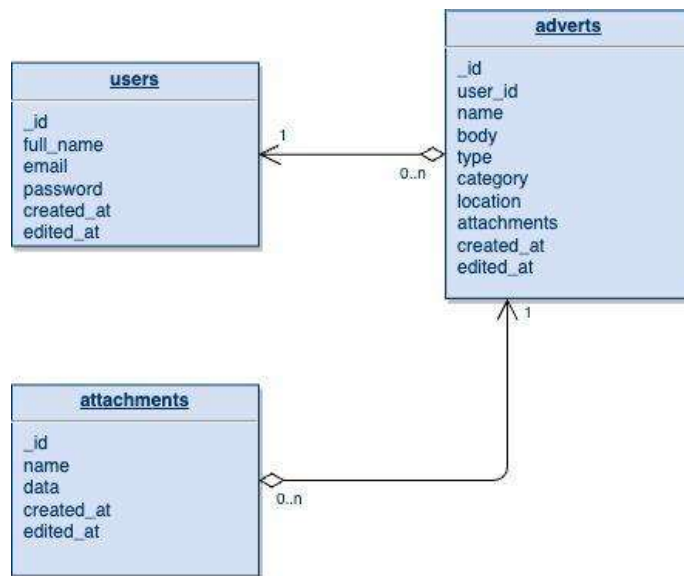 users
_id
full_name
email
password
created_at
edited_at
1
0..n
adverts
_id
user_id
name
body
type
category
location
attachments
created_at
edited_at
1
attachments
_id
name
data
created_at
edited_at
0..n